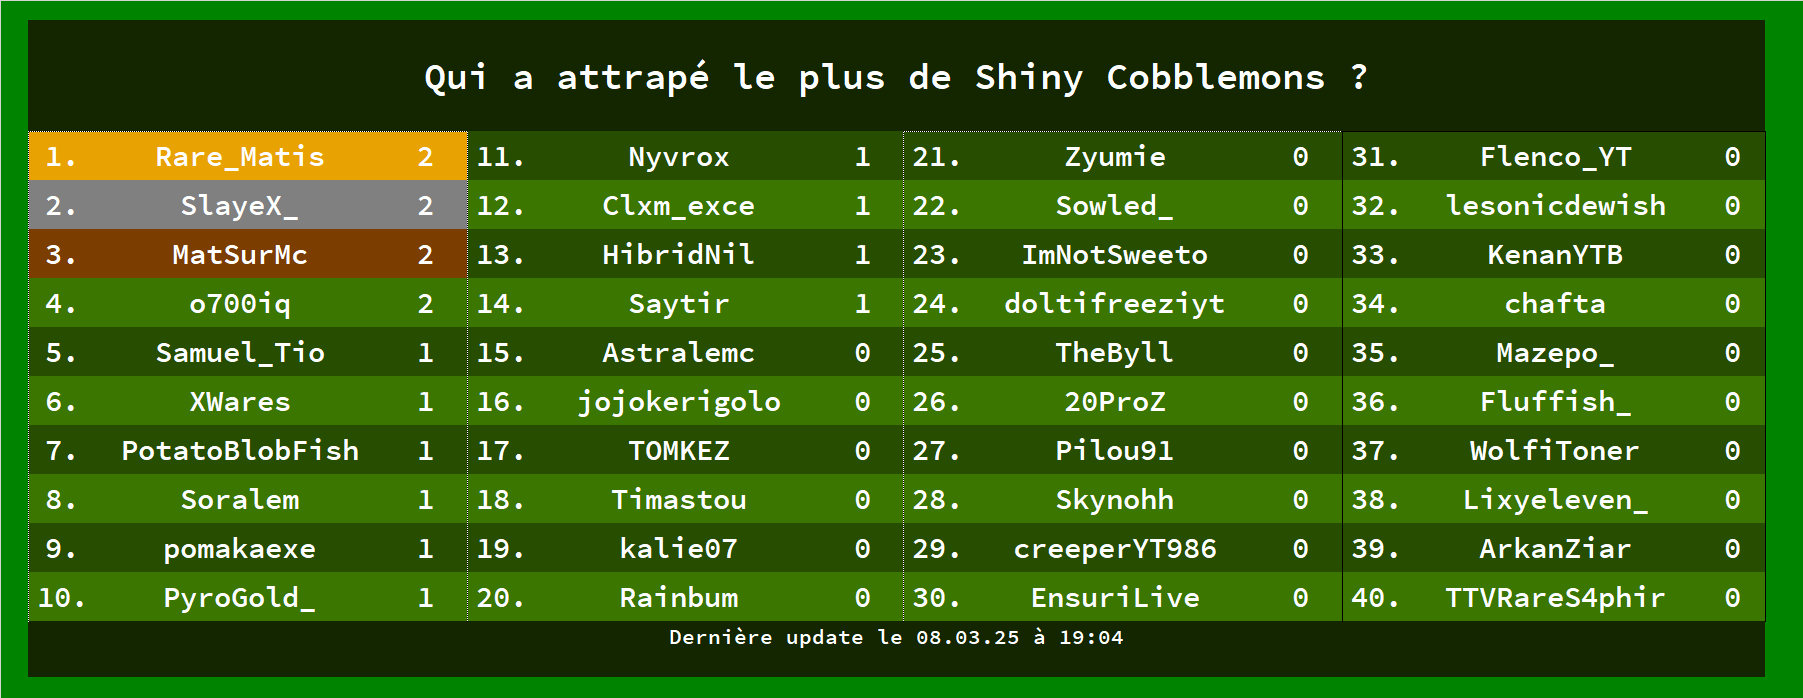 Qui a attrapé le plus de Shiny Cobblemons ?
1. Rare_Matis 2
2. SlayeX_ 2
3. MatSurMc 2
4. o700iq 2
5. Samuel_Tio 1
6. XWares 1
7. PotatoBlobFish 1
8. Soralem 1
9. pomakaexe 1
10. PyroGold_ 1
11. Nyvrox 1
12. Clxm_exce 1
13. HibridNil 1
14. Saytir 1
15. Astralemc 0
16. jojokerigolo 0
17. TOMKEZ 0
18. Timastou 0
19. kalie07 0
20. Rainbum 0
21. Zyumie 0
22. Sowled_ 0
23. ImNotSweeto 0
24. doltifreeziyt 0
25. TheByll 0
26. 20ProZ 0
27. Pilou91 0
28. Skynohh 0
29. creeperYT986 0
30. EnsuriLive 0
31. Flenco_YT 0
32. lesonicdewish 0
33. KenanYTB 0
34. chafta 0
35. Mazepo_ 0
36. Fluffish_ 0
37. WolfiToner 0
38. Lixyeleven_ 0
39. ArkanZiar 0
40. TTVRareS4phir 0
Dernière update le 08.03.25 à 19:04